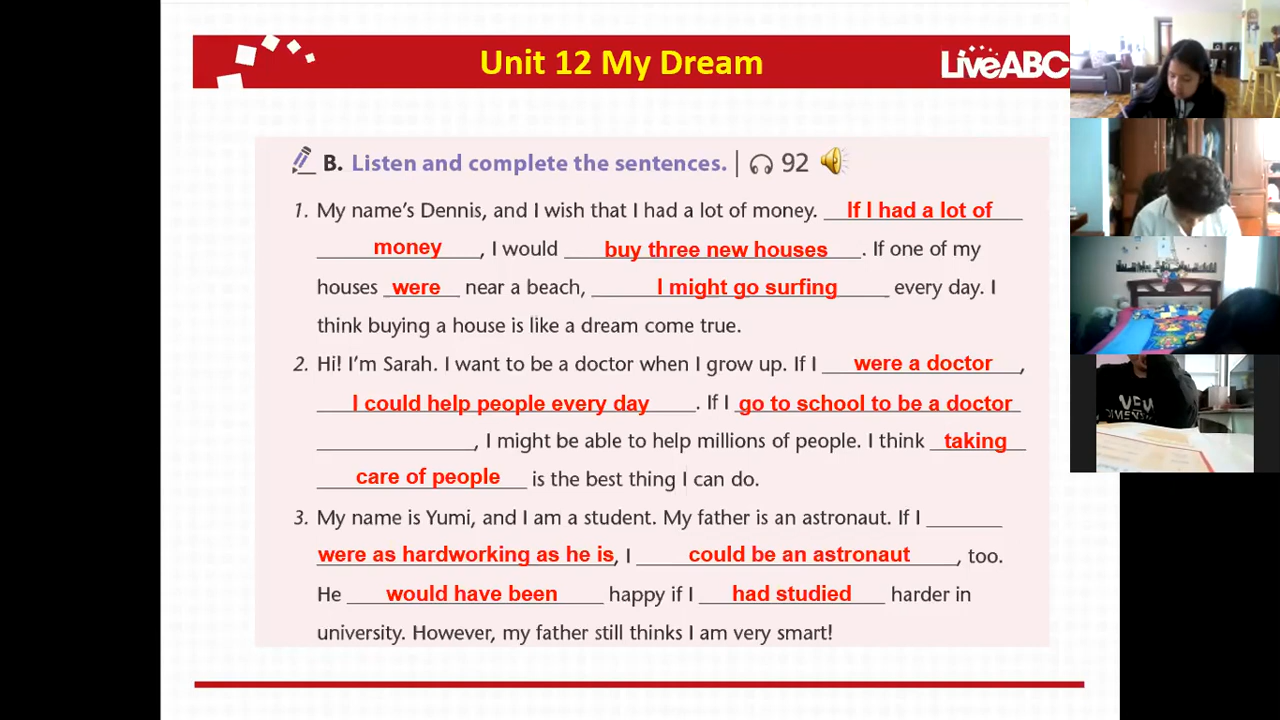 Unit 12 My Dream
LiveABC
B. Listen and complete the sentences. | 92
1. My name's Dennis, and I wish that I had a lot of money. If I had a lot of
money, I would buy three new houses. If one of my
houses were near a beach, I might go surfing every day. I
think buying a house is like a dream come true.
2. Hi! I'm Sarah. I want to be a doctor when I grow up. If I were a doctor,
I could help people every day. If I go to school to be a doctor
, I might be able to help millions of people. I think taking
care of people is the best thing I can do.
3. My name is Yumi, and I am a student. My father is an astronaut. If I
were as hardworking as he is, I could be an astronaut, too.
He would have been happy if I had studied harder in
university. However, my father still thinks I am very smart!